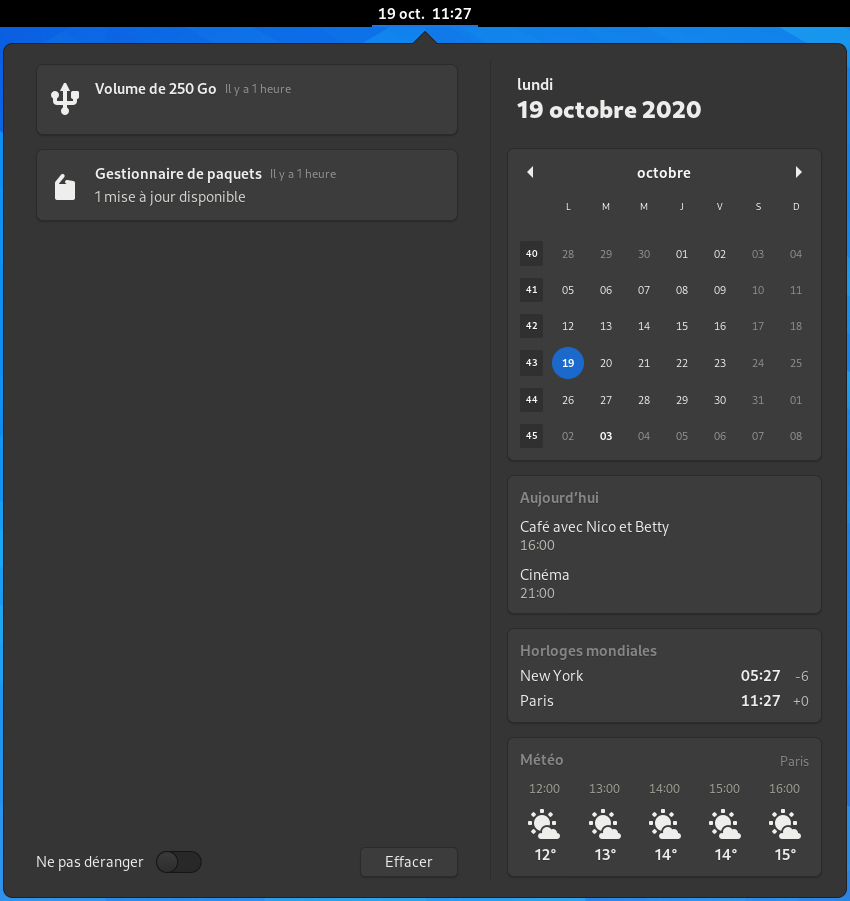 19 oct. 11:27
Volume de 250 Go Il y a 1 heure
Gestionnaire de paquets Il y a 1 heure
1 mise à jour disponible
Ne pas déranger
Effacer
lundi
19 octobre 2020
octobre
L M M J V S D
40 28 29 30 01 02 03 04
41 05 06 07 08 09 10 11
42 12 13 14 15 16 17 18
43 19 20 21 22 23 24 25
44 26 27 28 29 30 31 01
45 02 03 04 05 06 07 08
Aujourd’hui
Café avec Nico et Betty
16:00
Cinéma
21:00
Horloges mondiales
New York 05:27 -6
Paris 11:27 +0
Météo Paris
12:00 13:00 14:00 15:00 16:00
12° 13° 14° 14° 15°